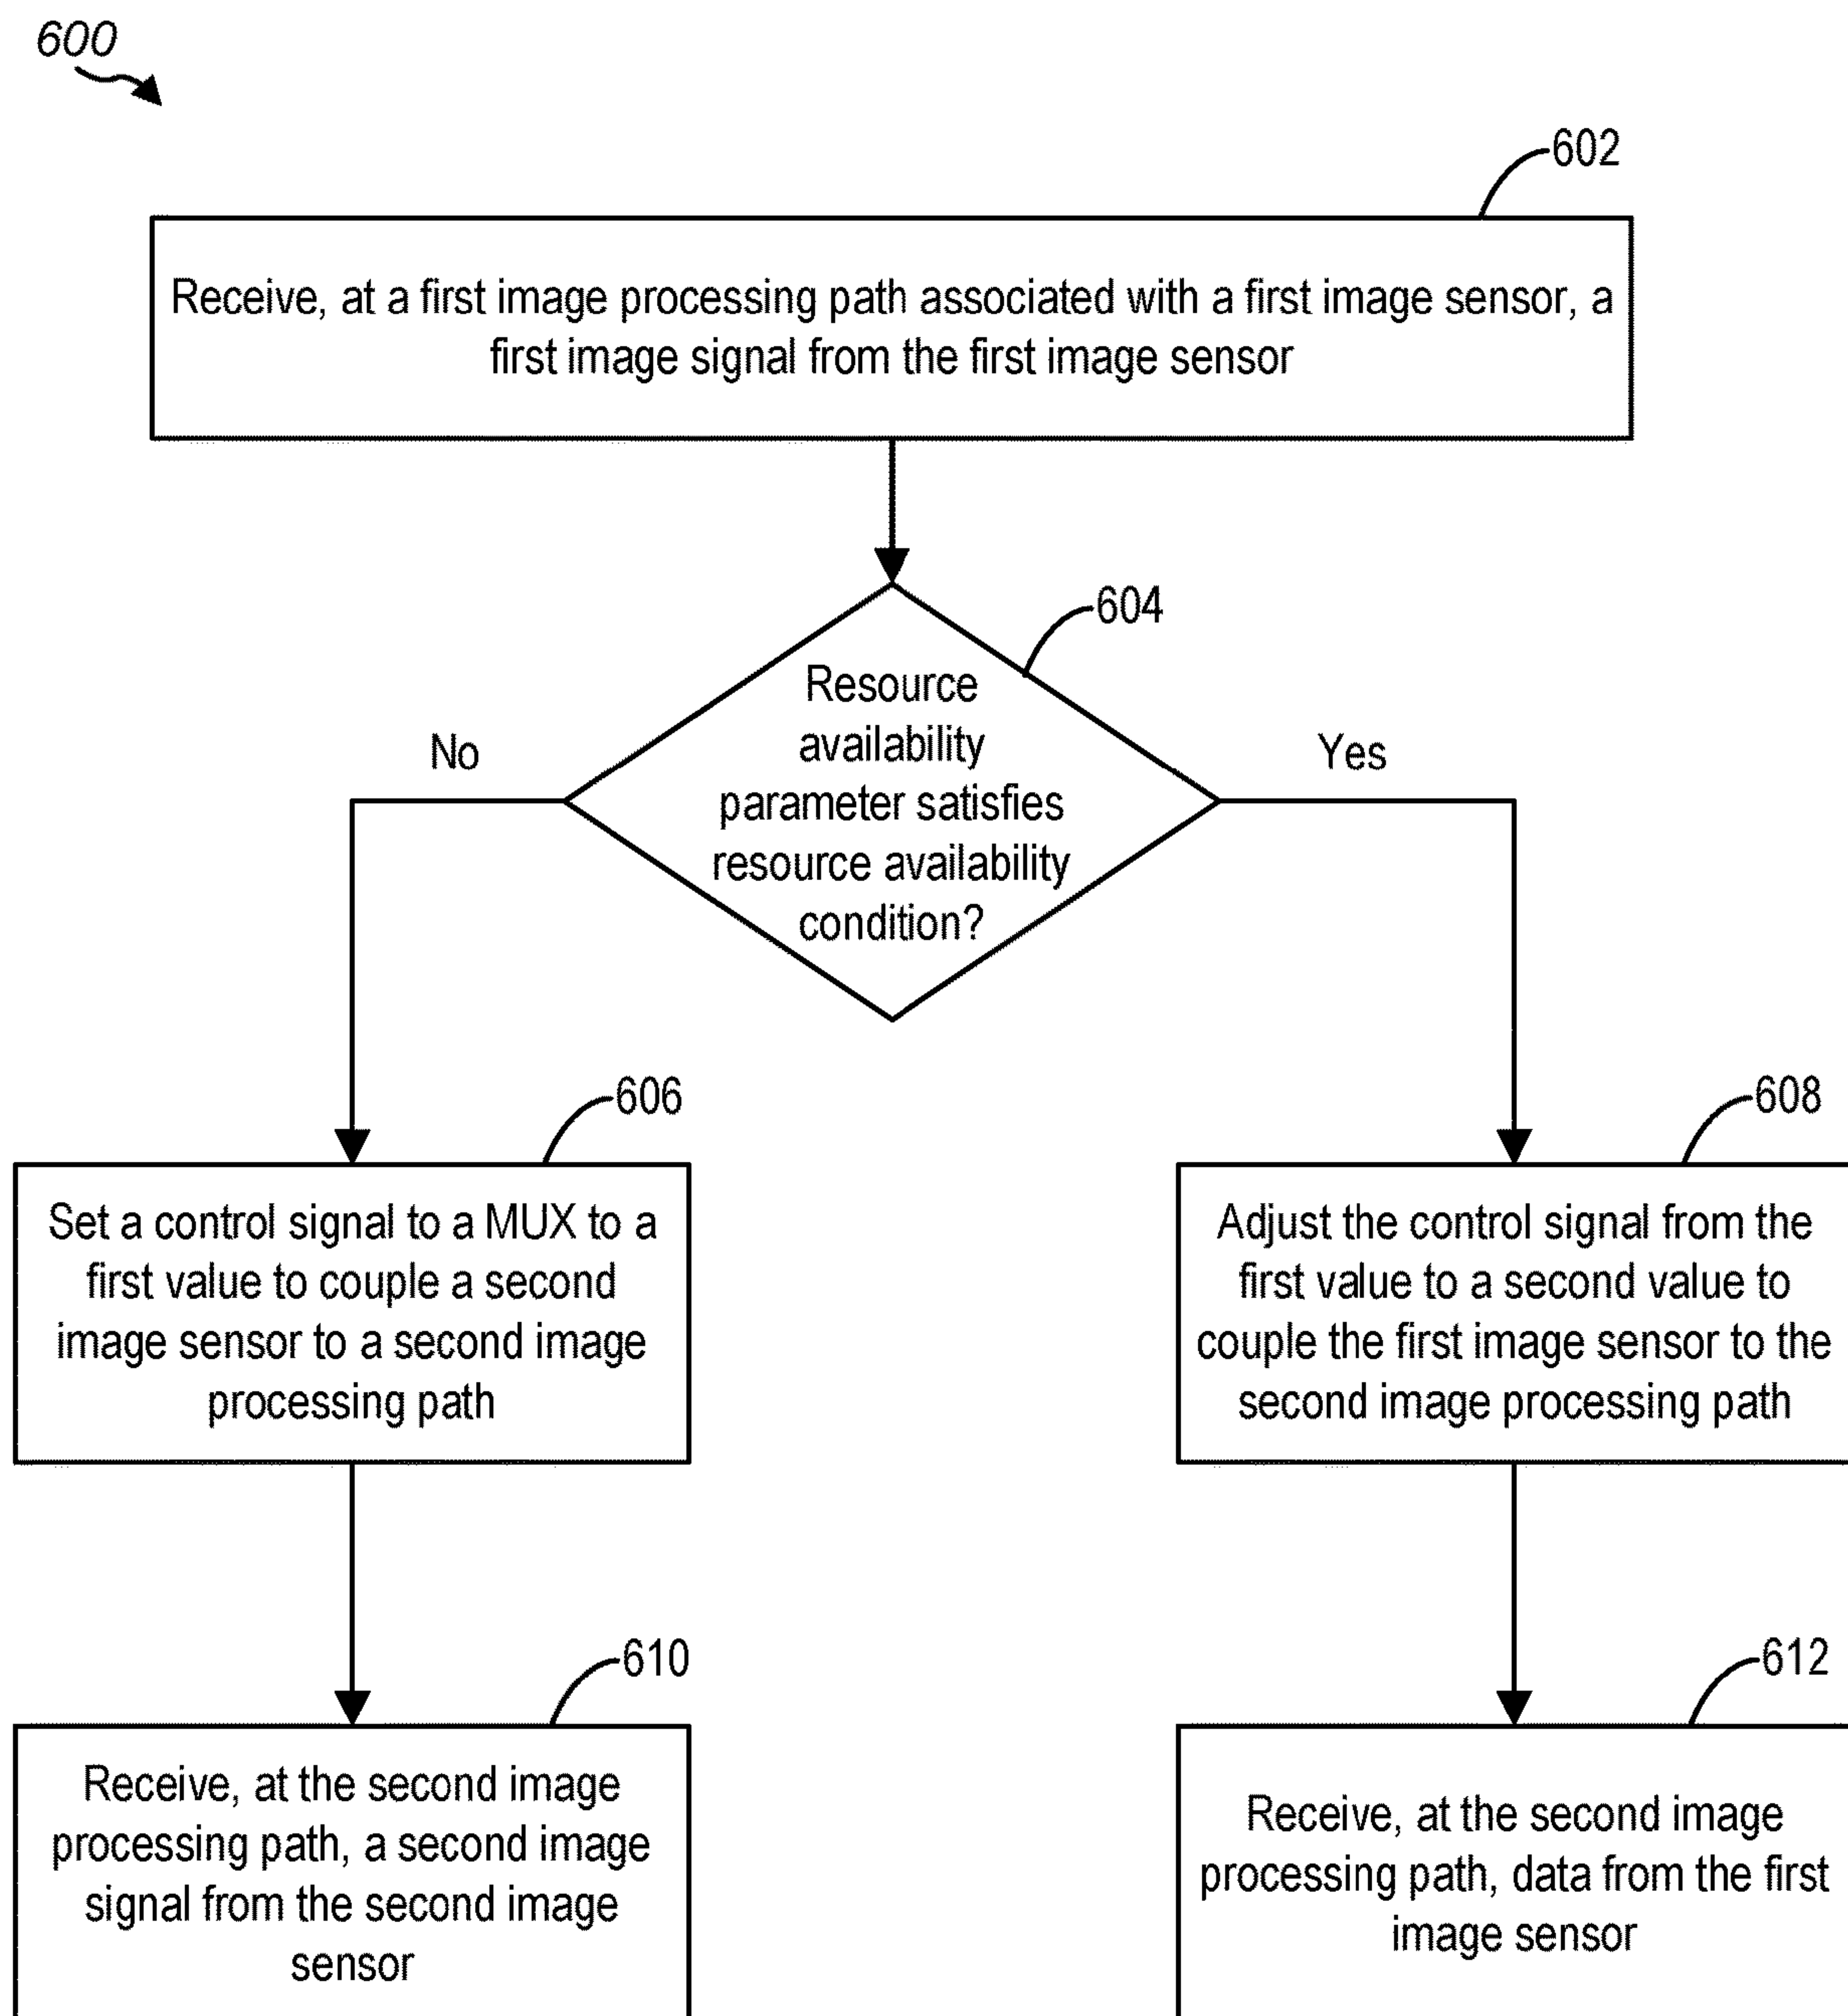 600
602
Receive, at a first image processing path associated with a first image sensor, a
first image signal from the first image sensor
604
Resource
availability
parameter satisfies
resource availability
condition?
No
Yes
606
Set a control signal to a MUX to a
first value to couple a second
image sensor to a second image
processing path
608
Adjust the control signal from the
first value to a second value to
couple the first image sensor to the
second image processing path
610
Receive, at the second image
processing path, a second image
signal from the second image
sensor
612
Receive, at the second image
processing path, data from the first
image sensor